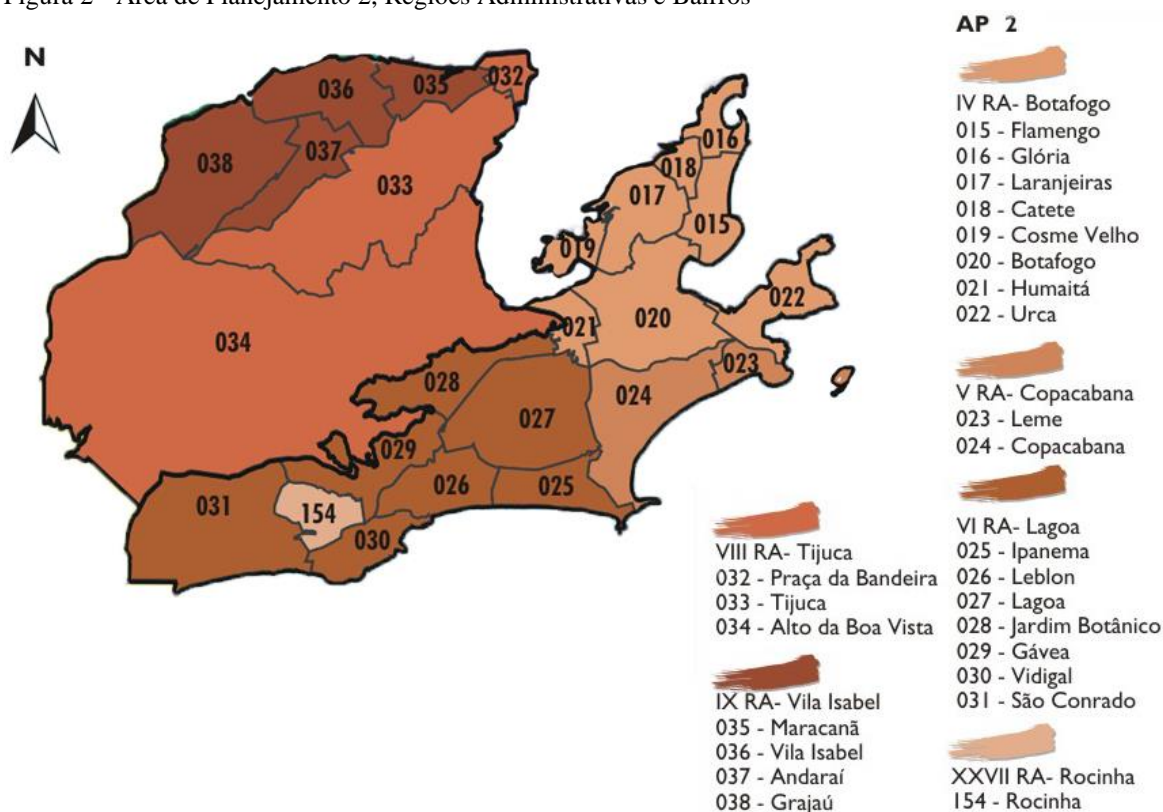 Figura 2 - Área de Planejamento 2, Regiões Administrativas e Bairros
N
036
035
032
038
037
033
034
016
018
017
015
019
022
021
020
023
024
028
027
029
026
025
031
154
030
AP 2
IV RA- Botafogo
015 - Flamengo
016 - Glória
017 - Laranjeiras
018 - Catete
019 - Cosme Velho
020 - Botafogo
021 - Humaitá
022 - Urca
V RA- Copacabana
023 - Leme
024 - Copacabana
VI RA- Lagoa
025 - Ipanema
026 - Leblon
027 - Lagoa
028 - Jardim Botânico
029 - Gávea
030 - Vidigal
031 - São Conrado
XXVII RA- Rocinha
154 - Rocinha
VIII RA- Tijuca
032 - Praça da Bandeira
033 - Tijuca
034 - Alto da Boa Vista
IX RA- Vila Isabel
035 - Maracanã
036 - Vila Isabel
037 - Andaraí
038 - Grajaú